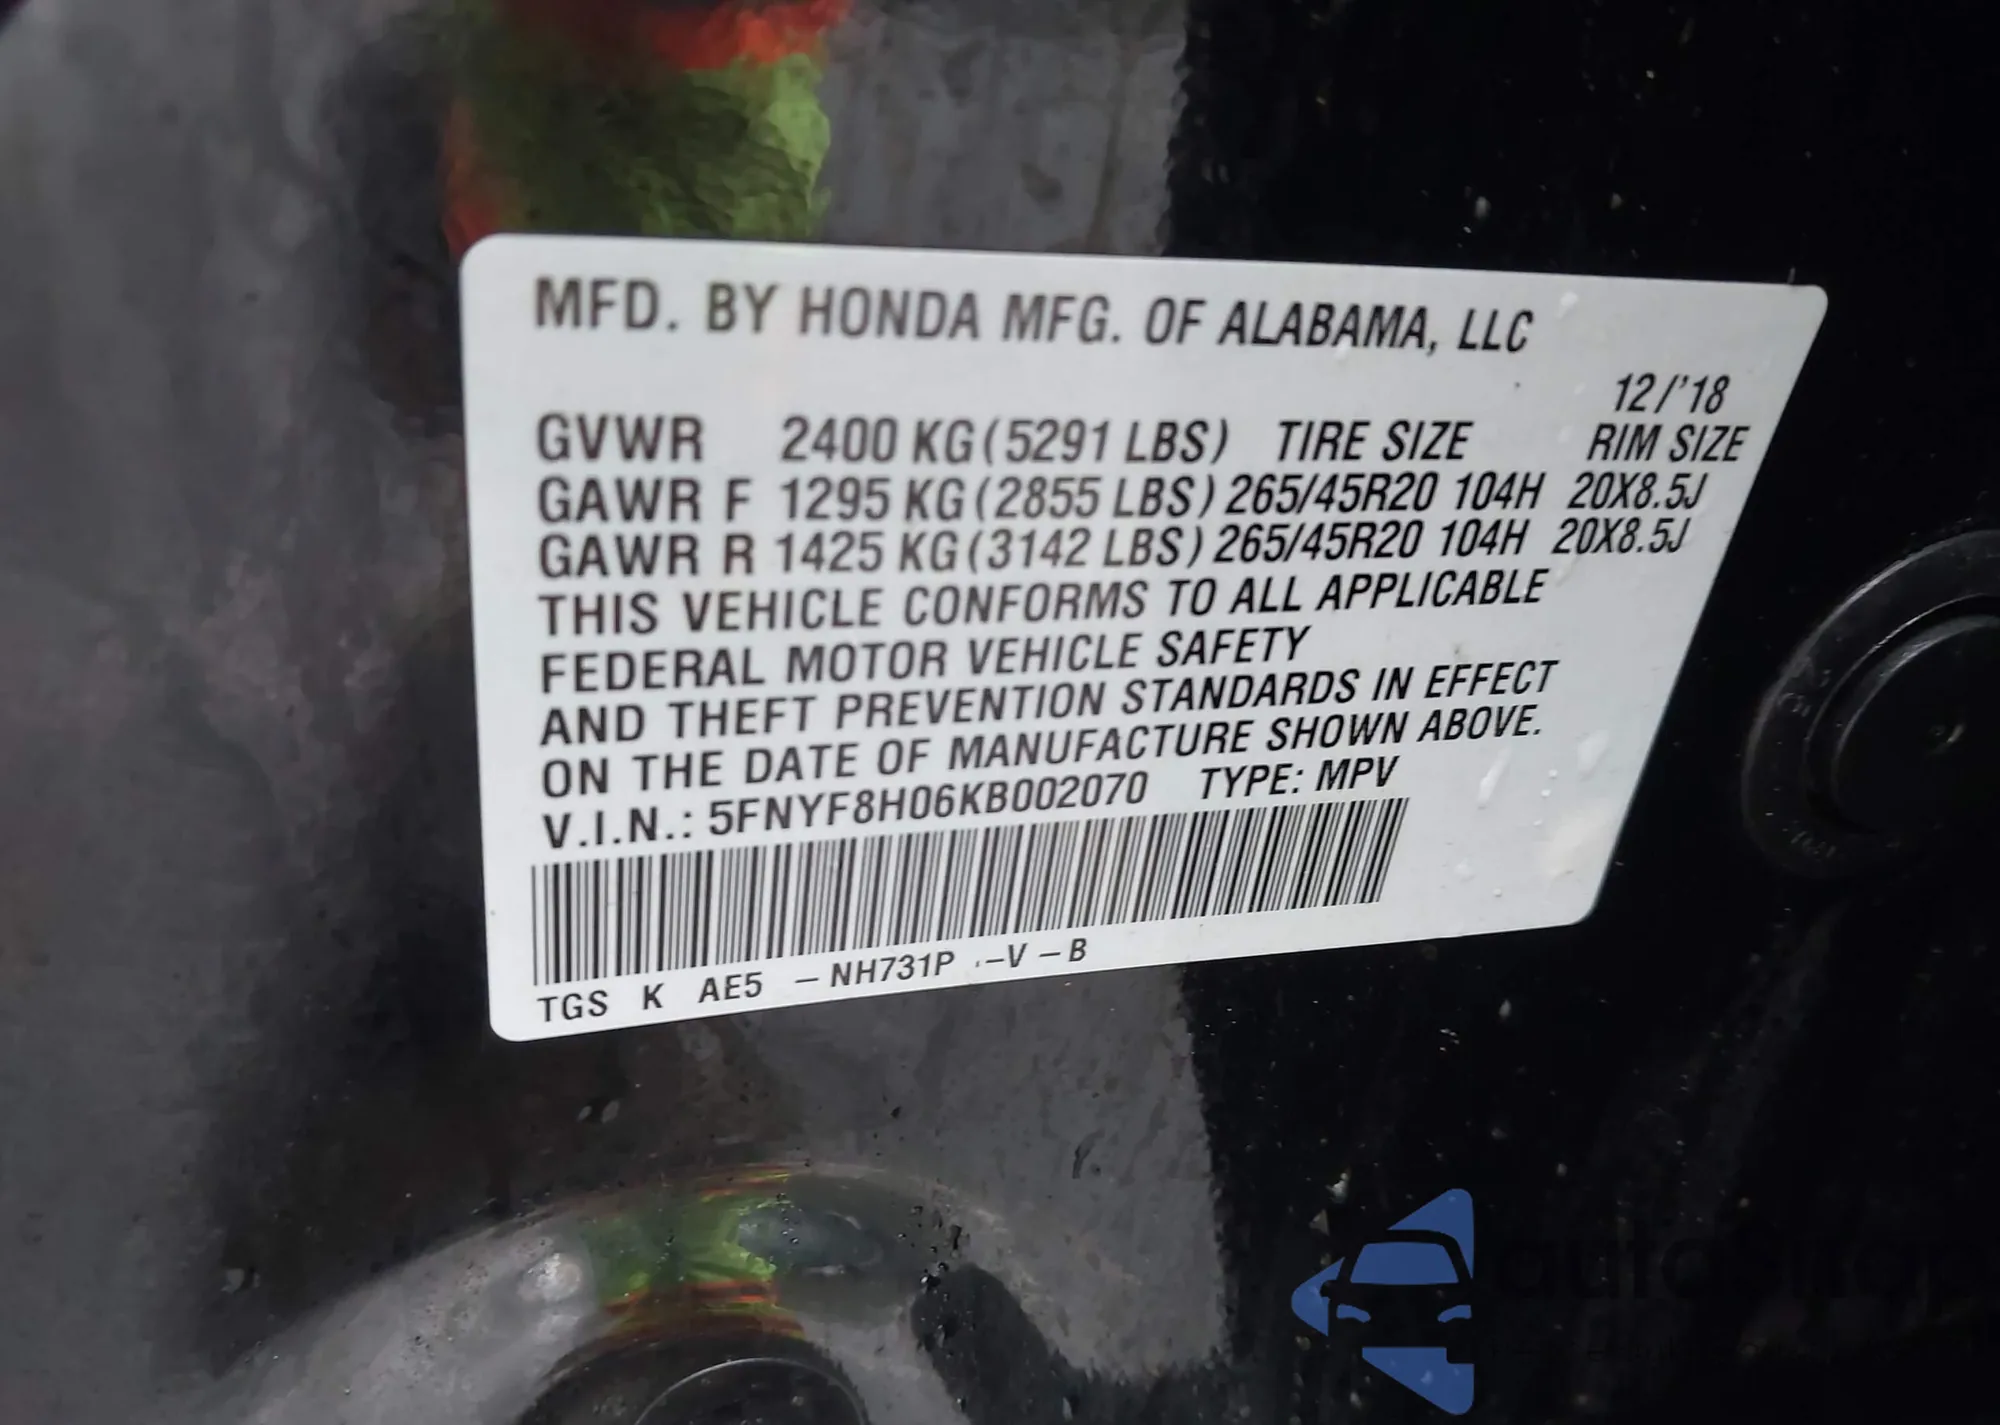 MFD. BY HONDA MFG. OF ALABAMA, LLC
12/'18
GVWR 2400 KG (5291 LBS) TIRE SIZE RIM SIZE
GAWR F 1295 KG (2855 LBS) 265/45R20 104H 20X8.5J
GAWR R 1425 KG (3142 LBS) 265/45R20 104H 20X8.5J
THIS VEHICLE CONFORMS TO ALL APPLICABLE
FEDERAL MOTOR VEHICLE SAFETY
AND THEFT PREVENTION STANDARDS IN EFFECT
ON THE DATE OF MANUFACTURE SHOWN ABOVE.
V.I.N.: 5FNYF8H06KB002070 TYPE: MPV
TGS K AE5 - NH731P -V - B